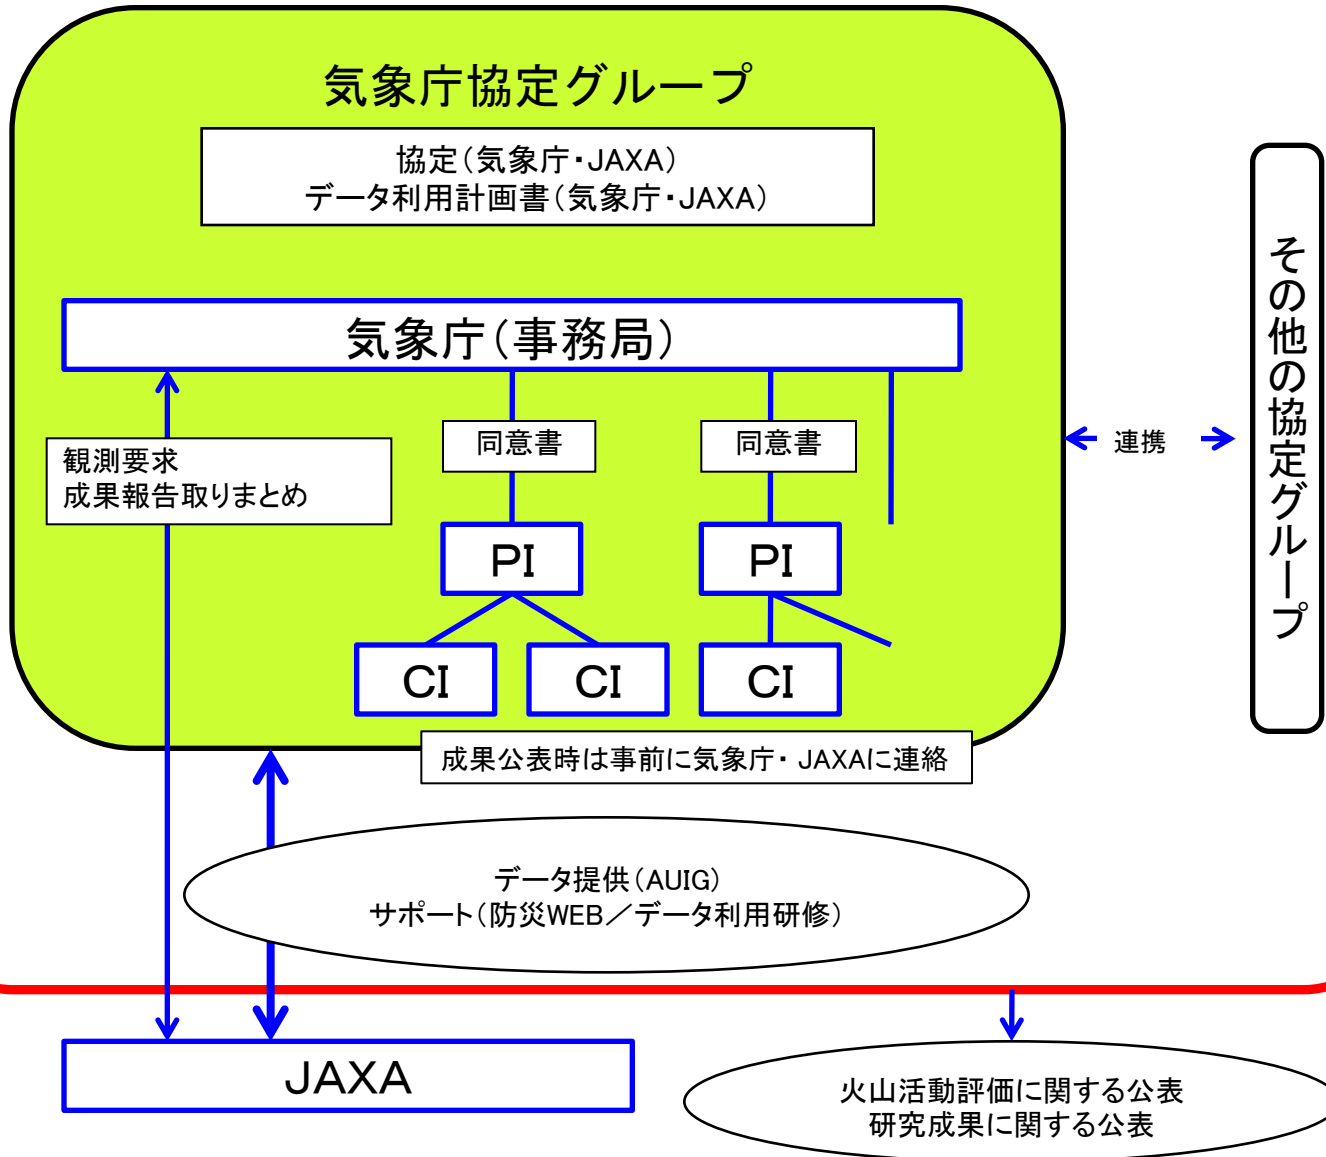 気象庁協定グループ
協定(気象庁・JAXA)
データ利用計画書(気象庁・JAXA)
気象庁(事務局)
観測要求
成果報告取りまとめ
同意書
同意書
PI
PI
CI
CI
CI
連携
その他の協定グループ
成果公表時は事前に気象庁・JAXAに連絡
データ提供(AUIG)
サポート(防災WEB/データ利用研修)
JAXA
火山活動評価に関する公表
研究成果に関する公表